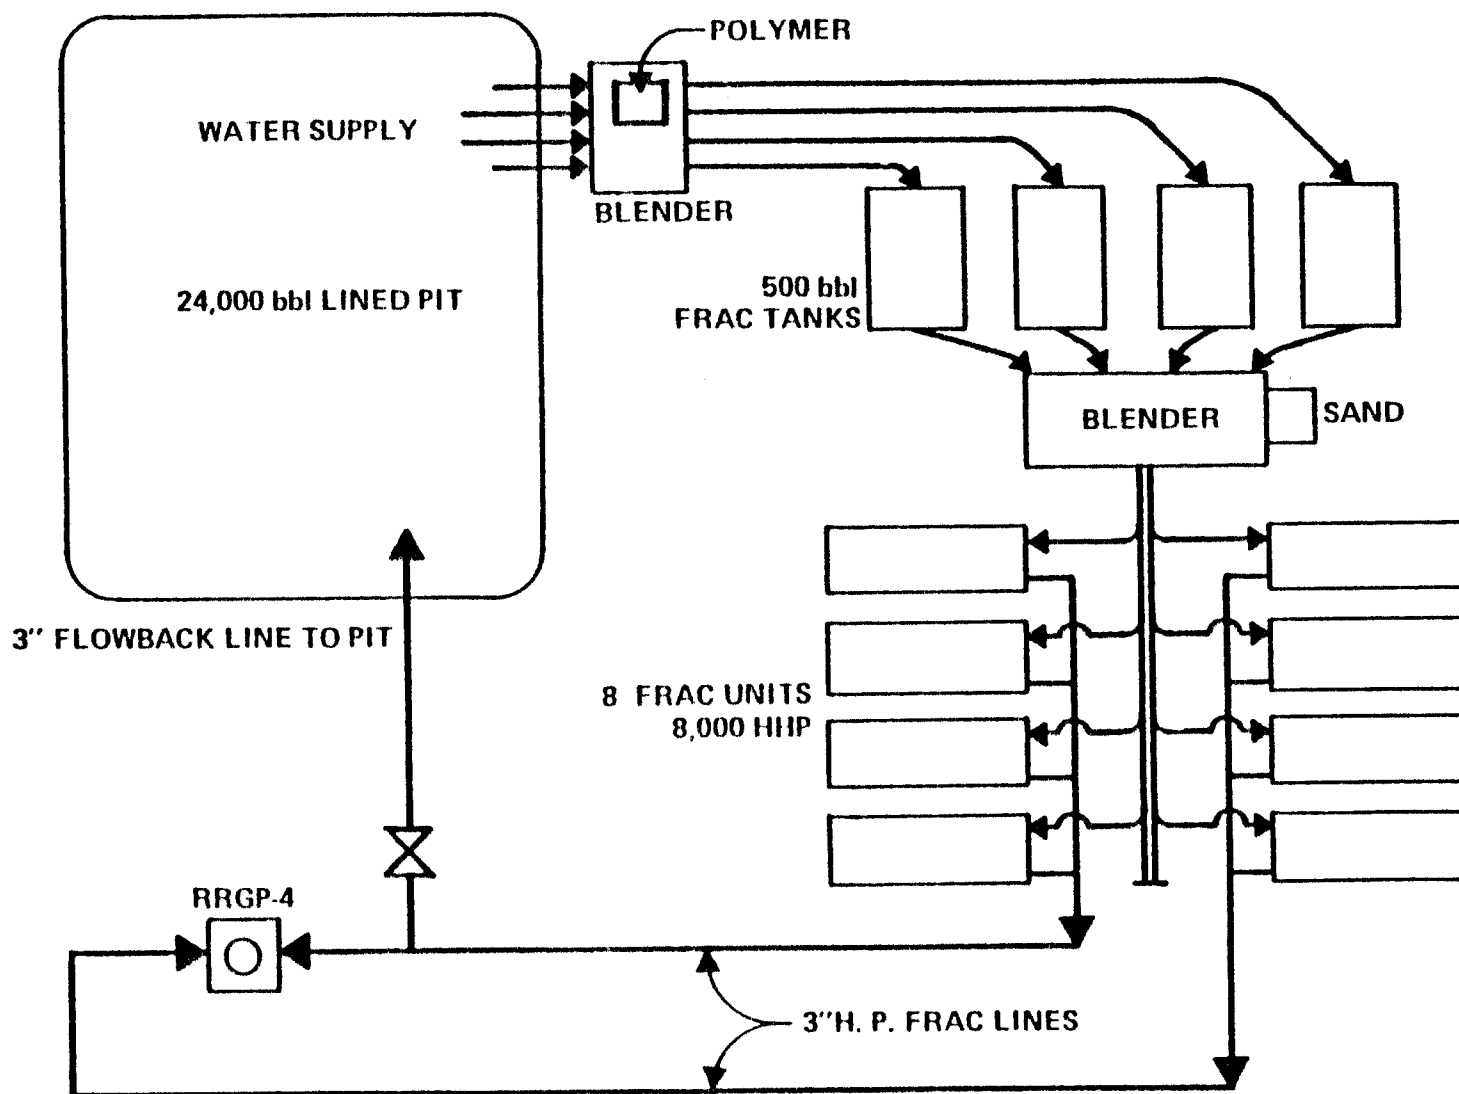 POLYMER
WATER SUPPLY
BLENDER
24,000 bbl LINED PIT
500 bbl
FRAC TANKS
BLENDER
SAND
3" FLOWBACK LINE TO PIT
8 FRAC UNITS
8,000 HHP
RRGP-4
3"H. P. FRAC LINES